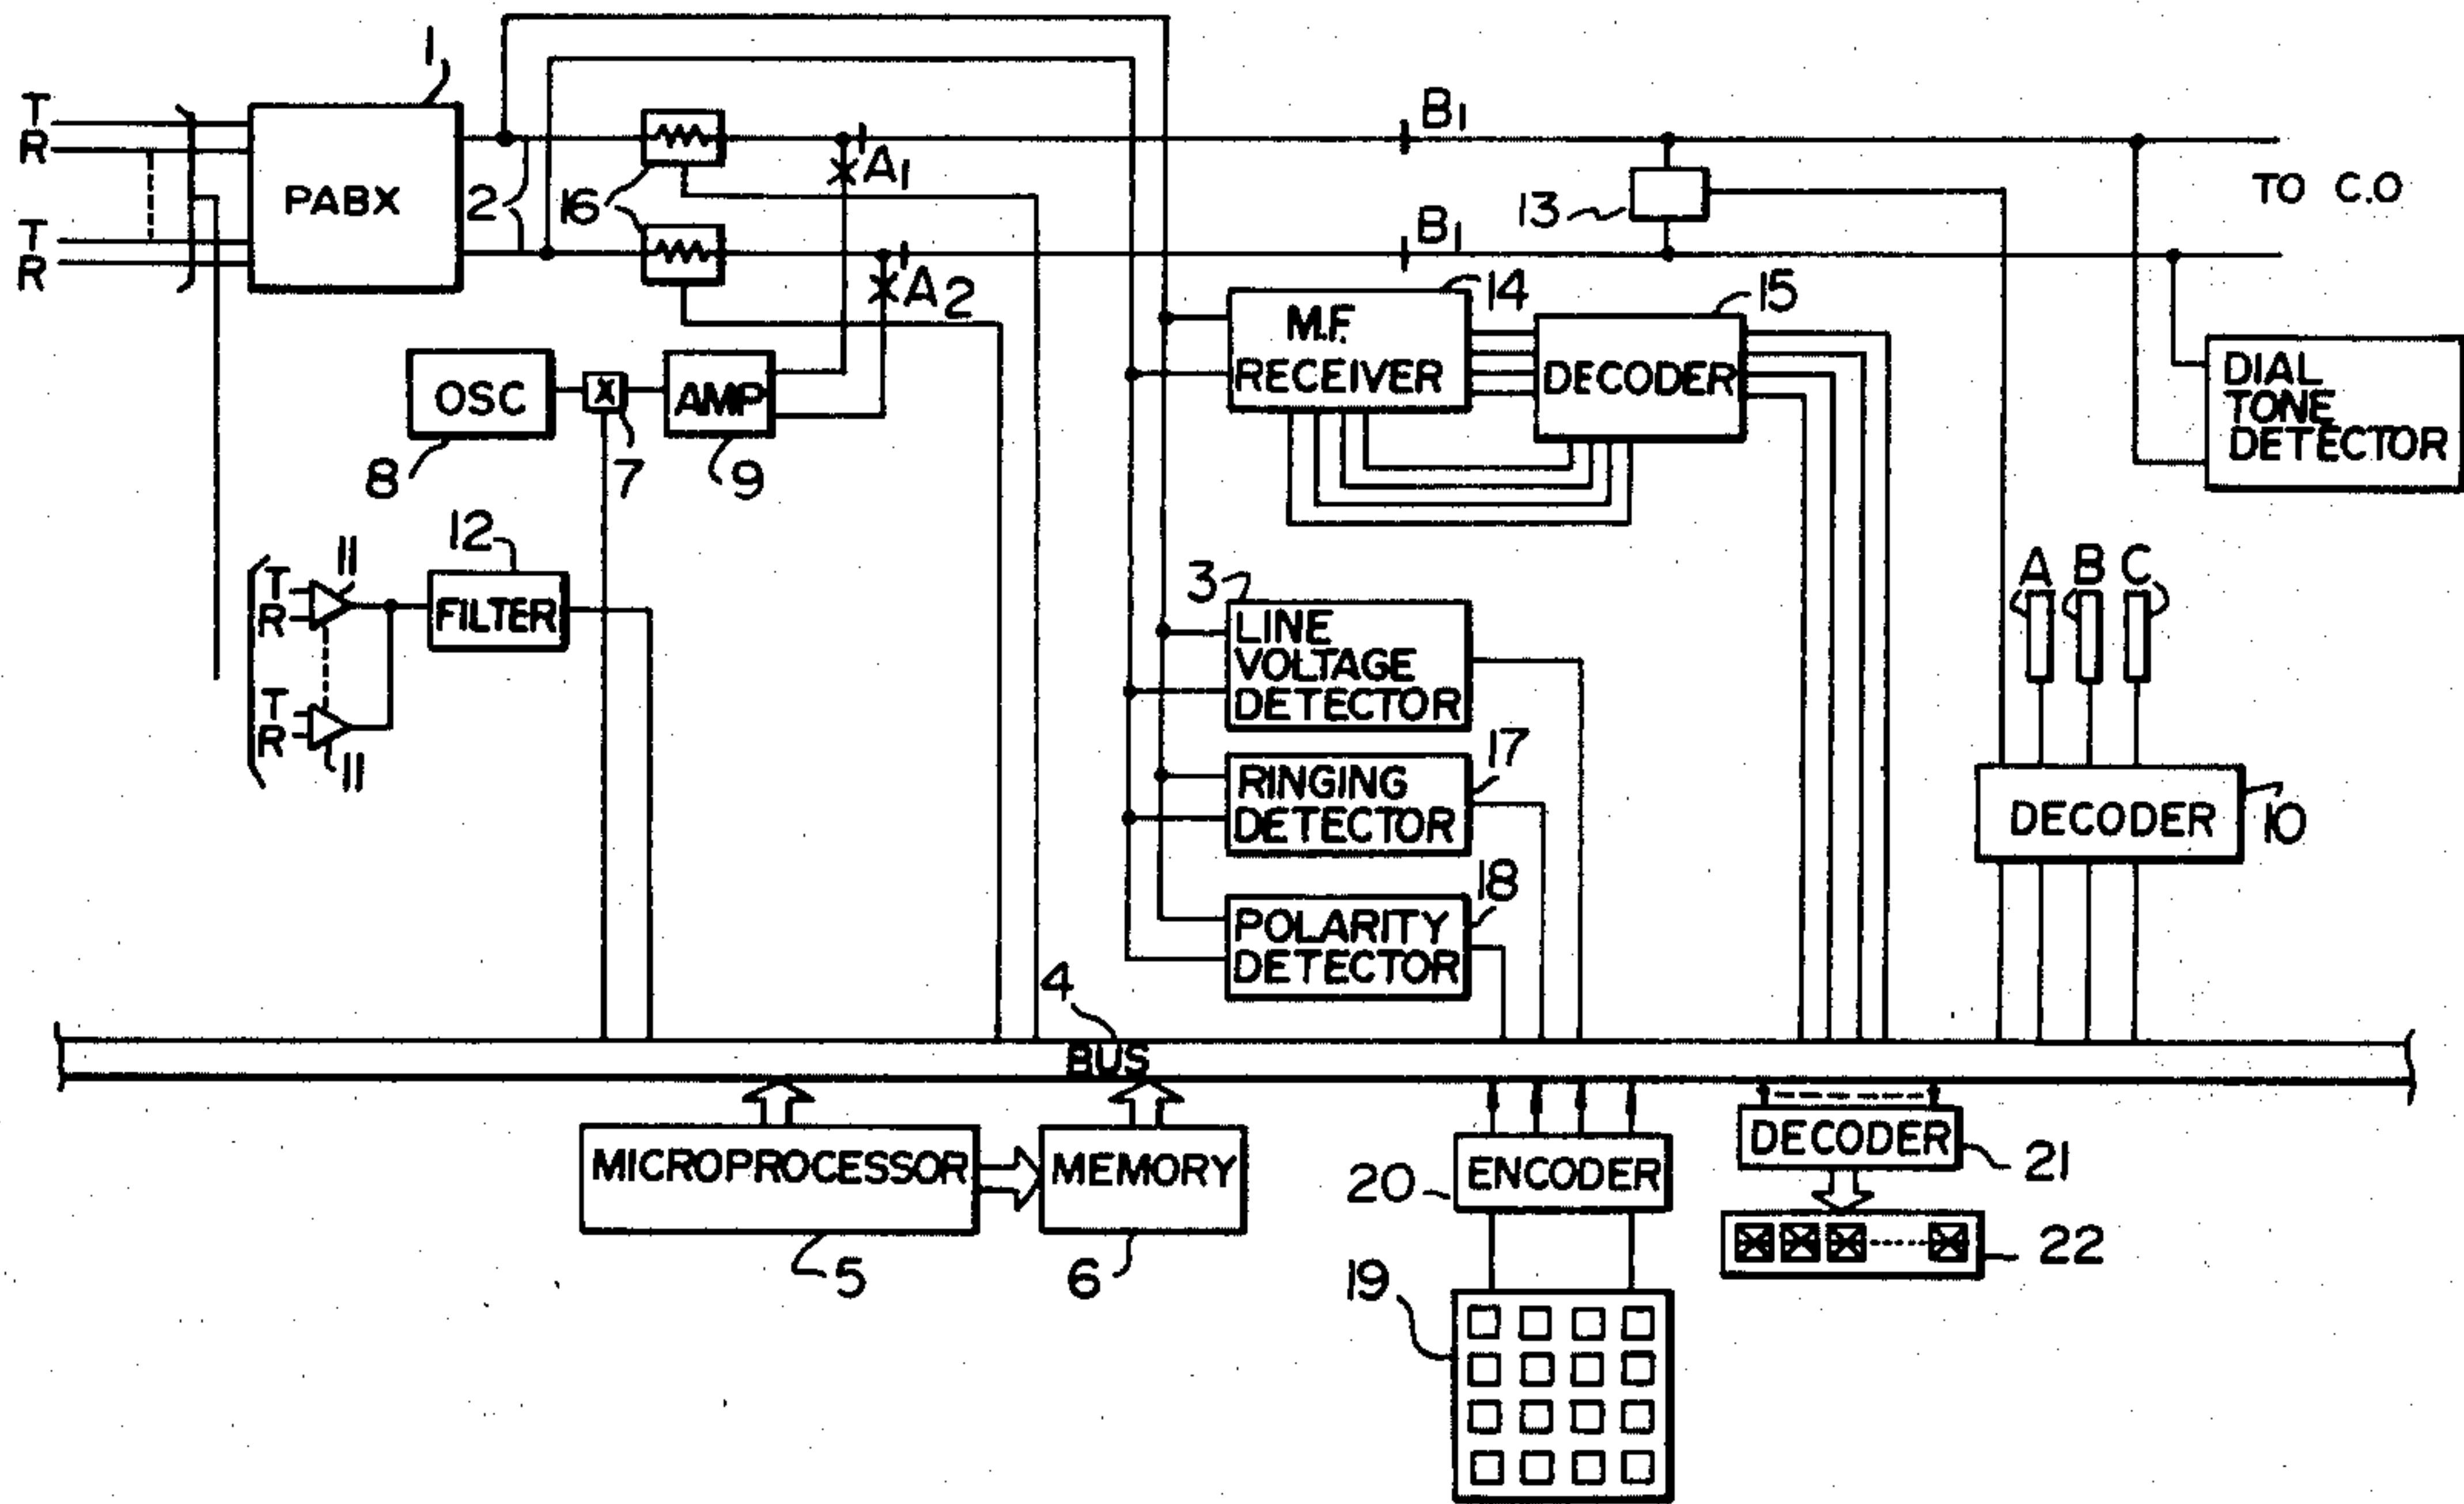 1
T
R
PABX
T
R
2
16
A1
A2
B1
B1
13
TO C.O
14
15
M.F.
RECEIVER
DECODER
DIAL
TONE
DETECTOR
OSC
X
AMP
8
7
9
12
11
T
R
FILTER
T
R
11
3
LINE
VOLTAGE
DETECTOR
17
RINGING
DETECTOR
18
POLARITY
DETECTOR
A B C
DECODER
10
4
BUS
MICROPROCESSOR
MEMORY
5
6
20
ENCODER
DECODER
21
22
19